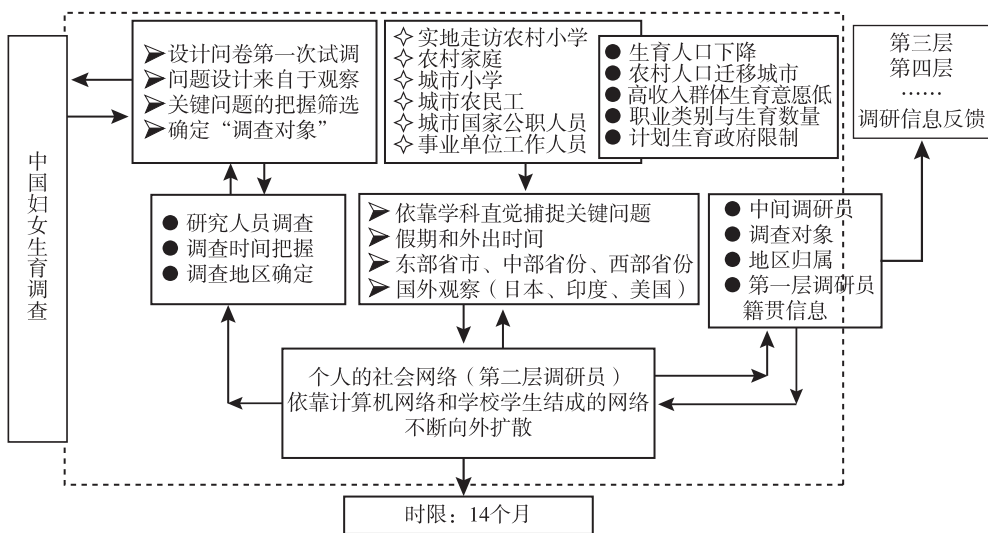 中国妇女生育调查
设计问卷第一次试调
问题设计来自于观察
关键问题的把握筛选
确定“调查对象”
实地走访农村小学
农村家庭
城市小学
城市农民工
城市国家公职人员
事业单位工作人员
生育人口下降
农村人口迁移城市
高收入群体生育意愿低
职业类别与生育数量
计划生育政府限制
第三层
第四层
……
调研信息反馈
研究人员调查
调查时间把握
调查地区确定
依靠学科直觉捕捉关键问题
假期和外出时间
东部省市、中部省份、西部省份
国外观察（日本、印度、美国）
中间调研员
调查对象
地区归属
第一层调研员
籍贯信息
个人的社会网络（第二层调研员）
依靠计算机网络和学校学生结成的网络
不断向外扩散
时限：14个月